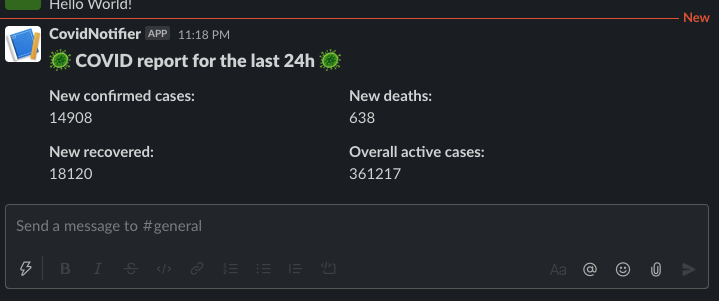 Hello World!
New
CovidNotifier APP 11:18 PM
COVID report for the last 24h
New confirmed cases: New deaths:
14908 638
New recovered: Overall active cases:
18120 361217
Send a message to #general
B I S </> Aa @